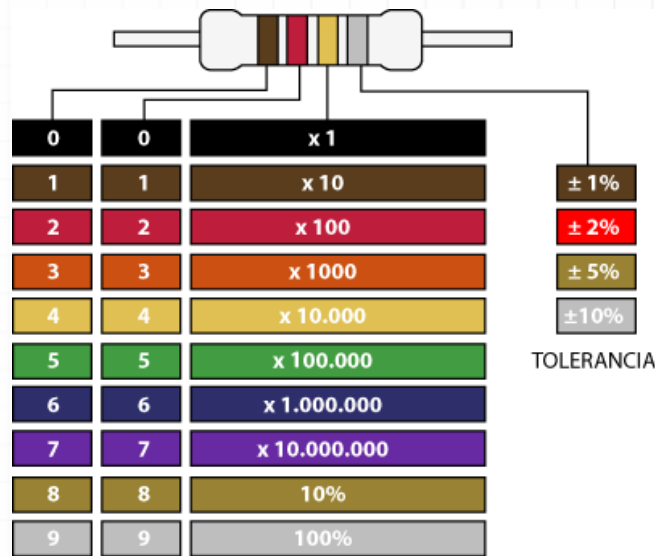 0 0 x 1
1 1 x 10 ± 1%
2 2 x 100 ± 2%
3 3 x 1000 ± 5%
4 4 x 10.000 ±10%
5 5 x 100.000 TOLERANCIA
6 6 x 1.000.000
7 7 x 10.000.000
8 8 10%
9 9 100%